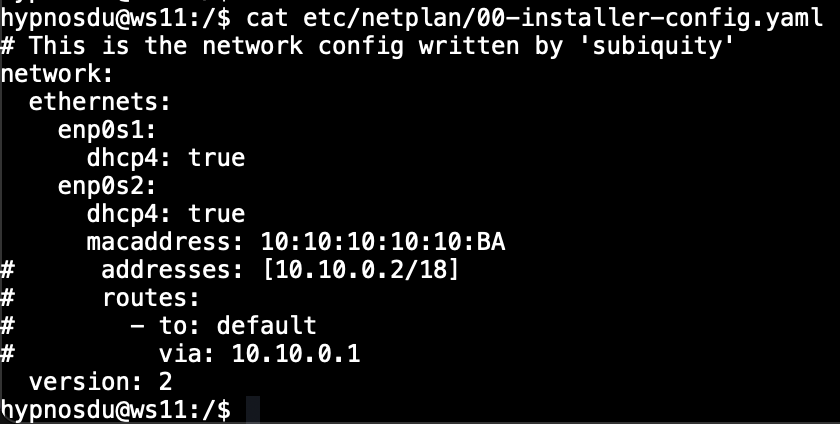 hypnosdu@ws11:/$ cat etc/netplan/00-installer-config.yaml
# This is the network config written by 'subiquity'
network:
  ethernets:
    enp0s1:
      dhcp4: true
    enp0s2:
      dhcp4: true
      macaddress: 10:10:10:10:10:BA
#      addresses: [10.10.0.2/18]
#      routes:
#        - to: default
#          via: 10.10.0.1
  version: 2
hypnosdu@ws11:/$